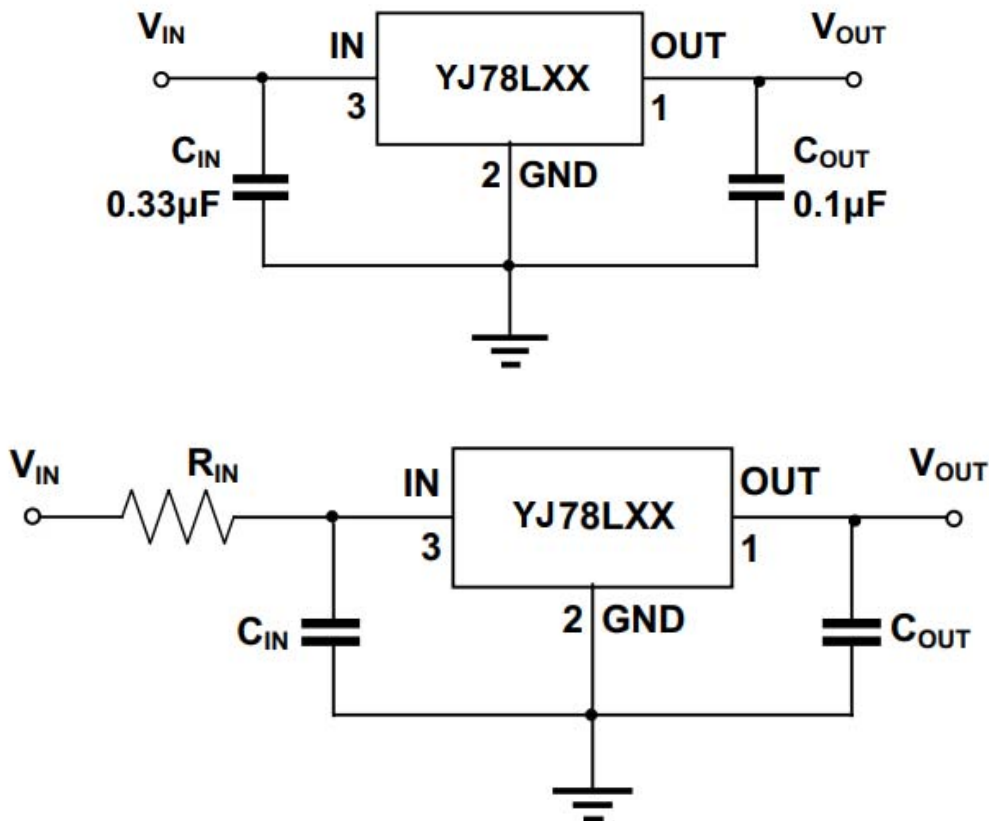 VIN
IN
YJ78LXX
OUT
VOUT
3
1
CIN
0.33µF
2 GND
COUT
0.1µF
VIN
RIN
IN
YJ78LXX
OUT
VOUT
3
1
CIN
2 GND
COUT